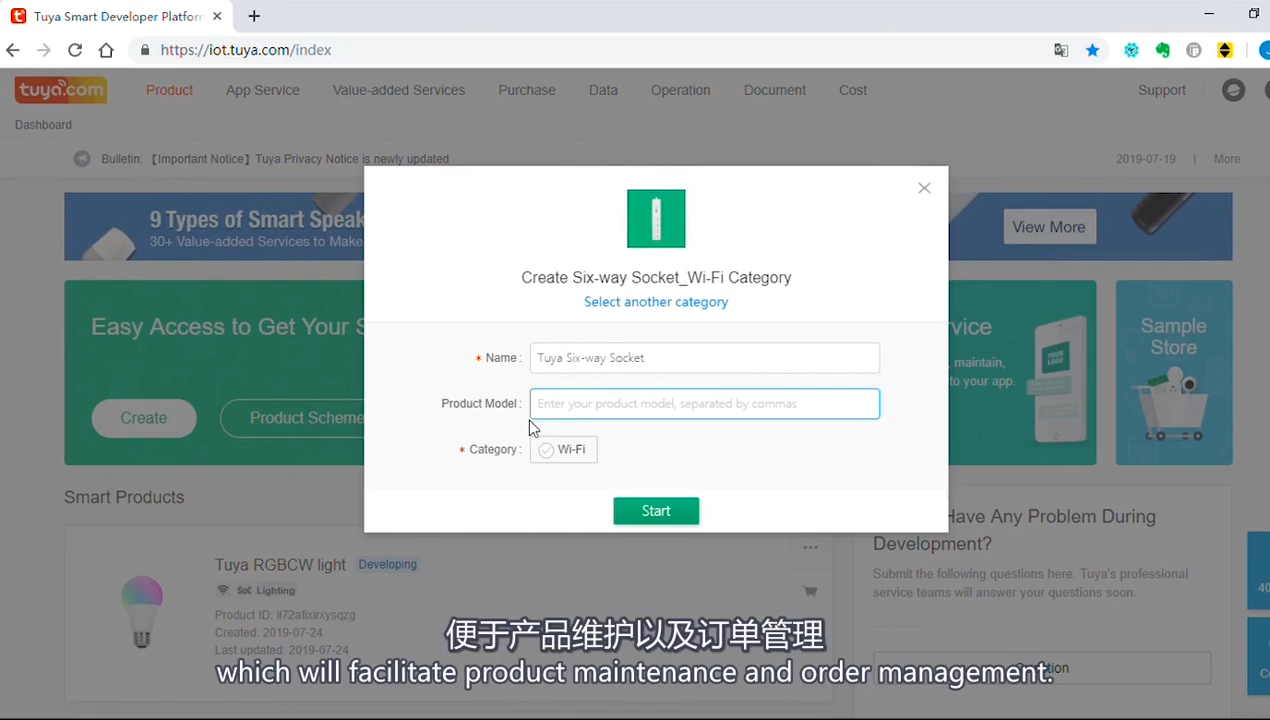 Tuya Smart Developer Platform
https://iot.tuya.com/index
tuya.com
Product
App Service
Value-added Services
Purchase
Data
Operation
Document
Cost
Support
Dashboard
Bulletin: 【Important Notice】Tuya Privacy Notice is newly updated
2019-07-19 | More
9 Types of Smart Speak
30+ Value-added Services to Make
View More
Create Six-way Socket_Wi-Fi Category
Select another category
* Name :
Tuya Six-way Socket
Product Model :
Enter your product model, separated by commas
* Category :
Wi-Fi
Start
Easy Access to Get Your S
Create
Product Scheme
rvice
maintain,
to your app.
YOUR LOGO
Sample
Store
Smart Products
Tuya RGBCW light
Developing
SoC Lighting
Product ID: il72afixirxysqzg
Created: 2019-07-24
2019-07-24
Have Any Problem During
Development?
Submit the following questions here. Tuya's professional
service teams will answer your questions soon.
40
便于产品维护以及订单管理
which will facilitate product maintenance and order management.